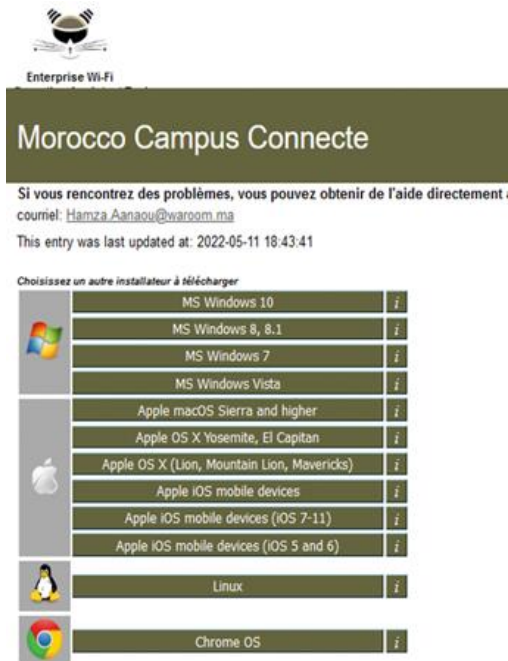 Enterprise Wi-Fi
Morocco Campus Connecte
Si vous rencontrez des problèmes, vous pouvez obtenir de l'aide directement
courriel: Hamza.Aanaou@waroom.ma
This entry was last updated at: 2022-05-11 18:43:41
Choisissez un autre installateur à télécharger
MS Windows 10 i
MS Windows 8, 8.1 i
MS Windows 7 i
MS Windows Vista i
Apple macOS Sierra and higher i
Apple OS X Yosemite, El Capitan i
Apple OS X (Lion, Mountain Lion, Mavericks) i
Apple iOS mobile devices i
Apple iOS mobile devices (iOS 7-11) i
Apple iOS mobile devices (iOS 5 and 6) i
Linux i
Chrome OS i